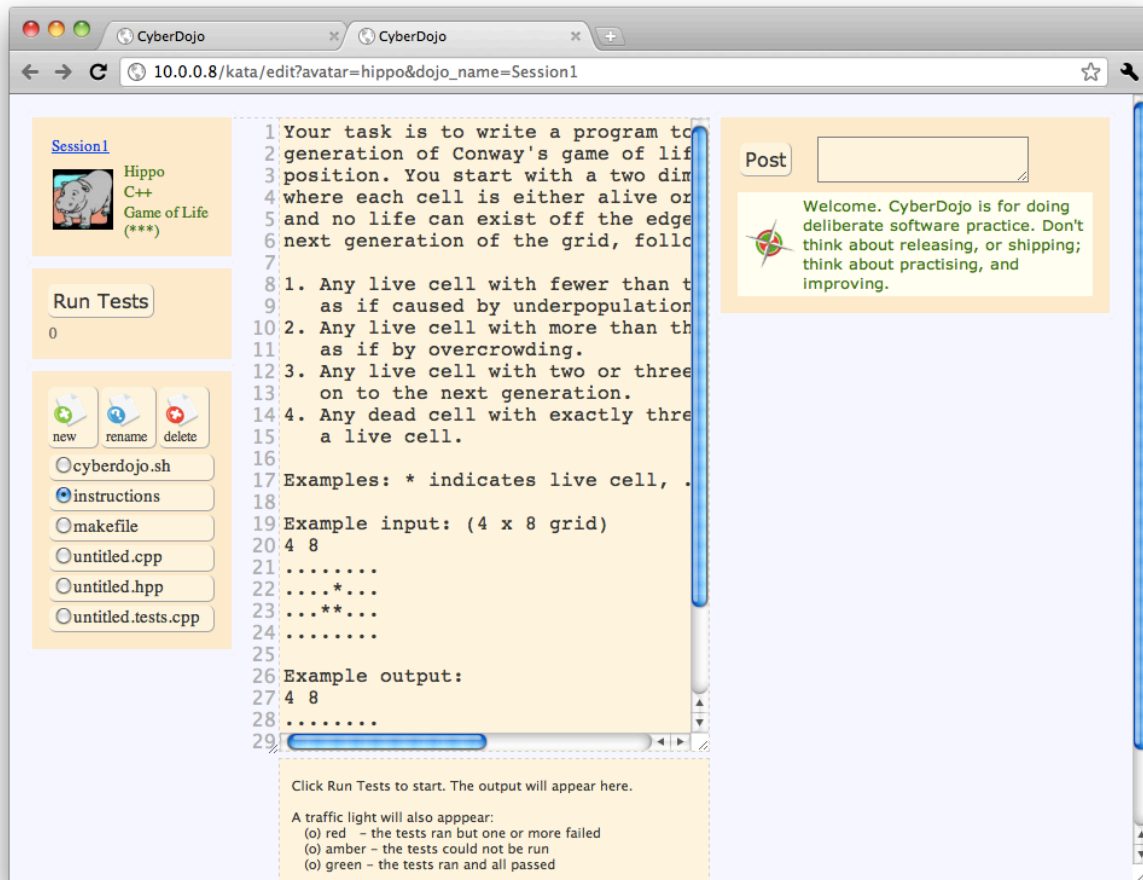 CyberDojo
CyberDojo
10.0.0.8/kata/edit?avatar=hippo&dojo_name=Session1
Session1
Hippo
C++
Game of Life
(***)
Run Tests
0
new rename delete
cyberdojo.sh
instructions
makefile
untitled.cpp
untitled.hpp
untitled.tests.cpp
1 Your task is to write a program to
2 generation of Conway's game of lif
3 position. You start with a two dim
4 where each cell is either alive or
5 and no life can exist off the edge
6 next generation of the grid, follo
7
8 1. Any live cell with fewer than t
9 as if caused by underpopulation
10 2. Any live cell with more than th
11 as if by overcrowding.
12 3. Any live cell with two or three
13 on to the next generation.
14 4. Any dead cell with exactly thre
15 a live cell.
16
17 Examples: * indicates live cell, .
18
19 Example input: (4 x 8 grid)
20 4 8
21 ........
22 ....*...
23 ...**...
24 ........
25
26 Example output:
27 4 8
28 ........
29
Click Run Tests to start. The output will appear here.
A traffic light will also apppear:
(o) red - the tests ran but one or more failed
(o) amber - the tests could not be run
(o) green - the tests ran and all passed
Post
Welcome. CyberDojo is for doing
deliberate software practice. Don't
think about releasing, or shipping;
think about practising, and
improving.